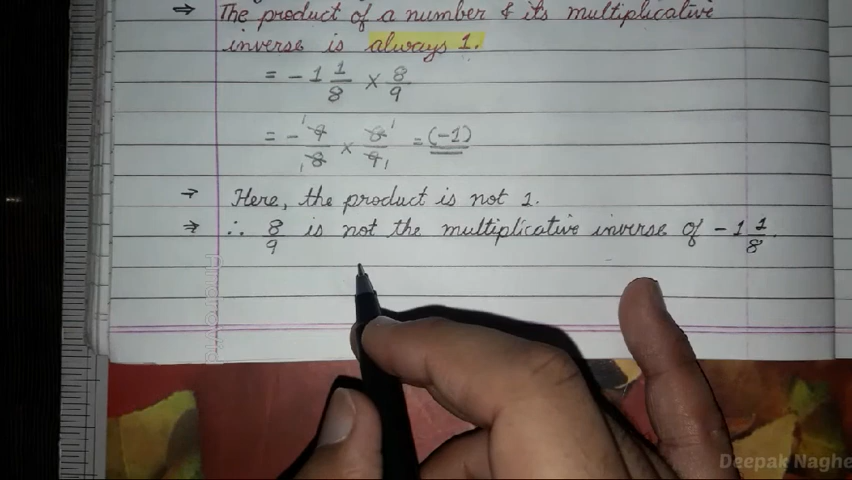 ⇒ The product of a number & its multiplicative
inverse is always 1.
= - 1 1/8 × 8/9
= - 9/8 × 8/9 = (-1)
⇒ Here, the product is not 1.
⇒ ∴ 8/9 is not the multiplicative inverse of - 1 1/8.
Deepak Naghe